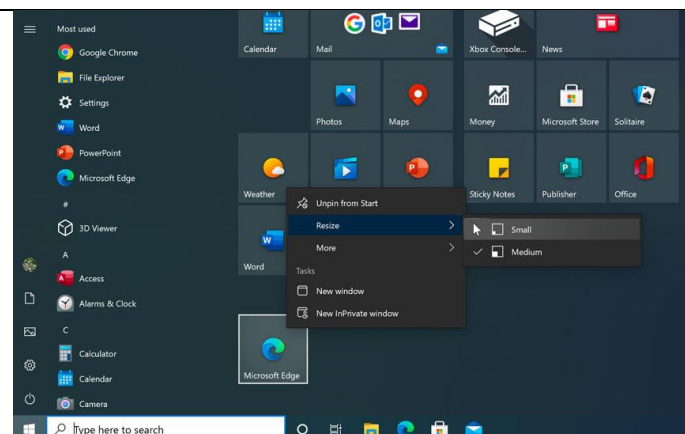 Most used
Google Chrome
File Explorer
Settings
Word
PowerPoint
Microsoft Edge
#
3D Viewer
A
Access
Alarms & Clock
C
Calculator
Calendar
Camera
Calendar
Mail
Xbox Console...
News
Photos
Maps
Money
Microsoft Store
Solitaire
Weather
Sticky Notes
Publisher
Office
Word
Microsoft Edge
Unpin from Start
Resize
More
Tasks
New window
New InPrivate window
Small
Medium
Type here to search